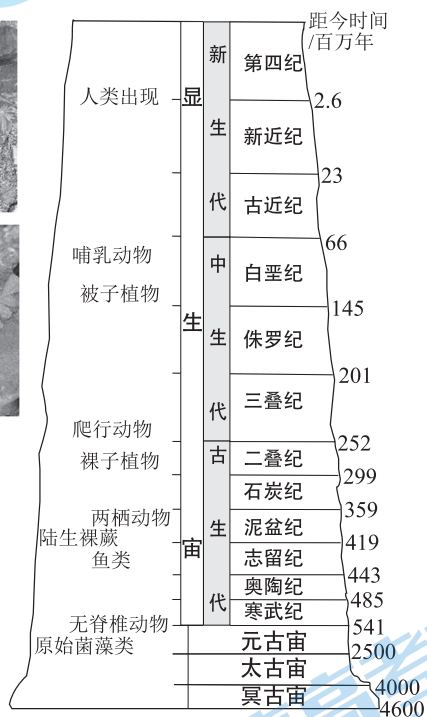 距今时间
/百万年
新生代
第四纪
人类出现
2.6
新近纪
23
古近纪
66
中生代
哺乳动物
白垩纪
被子植物
145
侏罗纪
201
三叠纪
爬行动物
252
古生代
裸子植物
二叠纪
299
石炭纪
359
两栖动物
泥盆纪
陆生裸蕨
419
鱼类
志留纪
443
奥陶纪
485
寒武纪
无脊椎动物
541
显生宙
原始菌藻类
元古宙
2500
太古宙
4000
冥古宙
4600